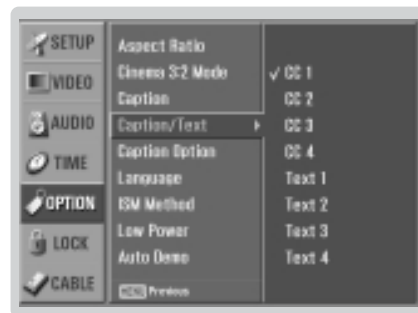 SETUP
VIDEO
AUDIO
TIME
OPTION
LOCK
CABLE
Aspect Ratio
Cinema 3:2 Mode
Caption
Caption/Text
Caption Option
Language
ISM Method
Low Power
Auto Demo
MENU Previous
CC 1
CC 2
CC 3
CC 4
Text 1
Text 2
Text 3
Text 4